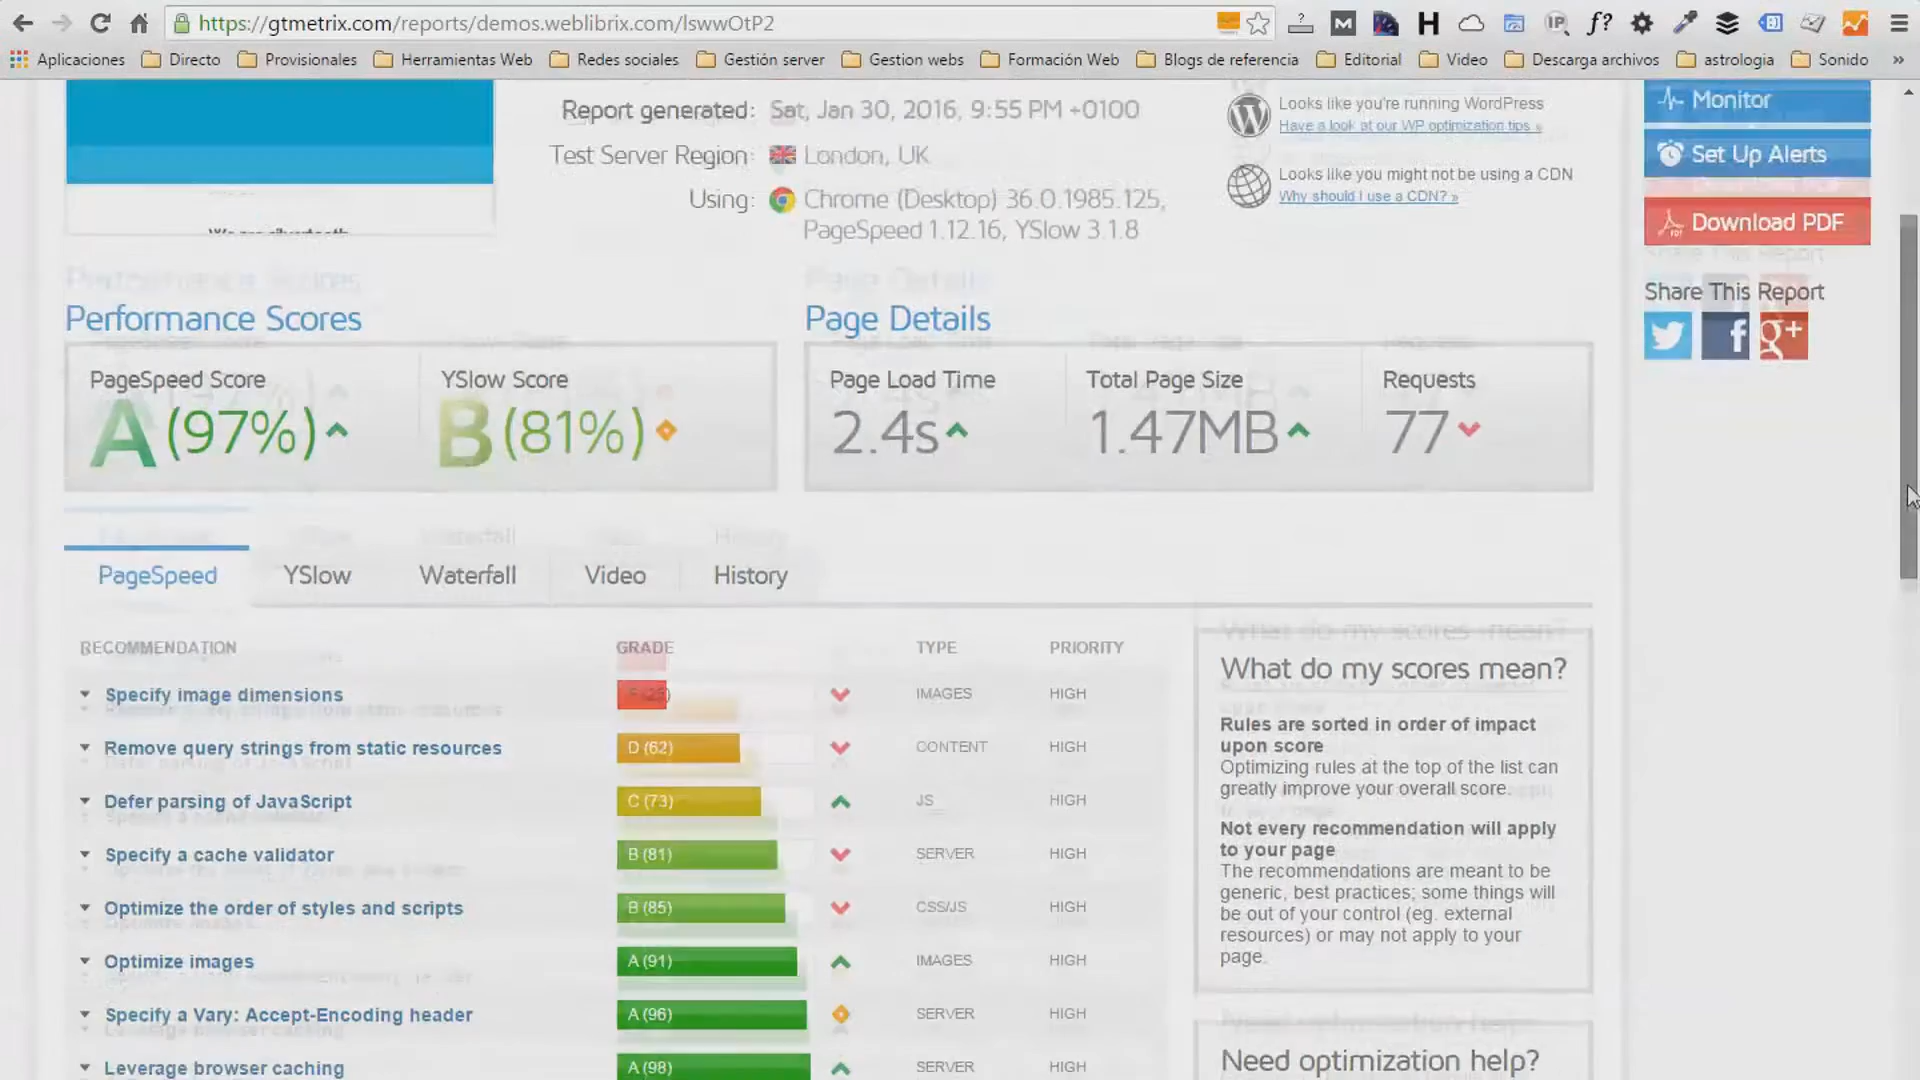 https://gtmetrix.com/reports/demos.weblibrix.com/lswwOtP2
Aplicaciones Directo Provisionales Herramientas Web Redes sociales Gestión server Gestion webs Formación Web Blogs de referencia Editorial Video Descarga archivos astrologia Sonido »
Report generated: Sat, Jan 30, 2016, 9:55 PM +0100
Test Server Region: London, UK
Using: Chrome (Desktop) 36.0.1985.125,
PageSpeed 1.12.16, YSlow 3.1.8
Looks like you're running WordPress
Have a look at our WP optimization tips »
Looks like you might not be using a CDN
Why should I use a CDN? »
Monitor
Set Up Alerts
Download PDF
Share This Report
Performance Scores
PageSpeed Score
A (97%)
YSlow Score
B (81%)
Page Details
Page Load Time
2.4s
Total Page Size
1.47MB
Requests
77
PageSpeed YSlow Waterfall Video History
RECOMMENDATION GRADE TYPE PRIORITY
Specify image dimensions IMAGES HIGH
Remove query strings from static resources D (62) CONTENT HIGH
Defer parsing of JavaScript C (73) JS HIGH
Specify a cache validator B (81) SERVER HIGH
Optimize the order of styles and scripts B (85) CSS/JS HIGH
Optimize images A (91) IMAGES HIGH
Specify a Vary: Accept-Encoding header A (96) SERVER HIGH
Leverage browser caching A (98) SERVER HIGH
What do my scores mean?
Rules are sorted in order of impact
upon score
Optimizing rules at the top of the list can
greatly improve your overall score.
Not every recommendation will apply
to your page
The recommendations are meant to be
generic, best practices; some things will
be out of your control (eg. external
resources) or may not apply to your
page.
Need optimization help?